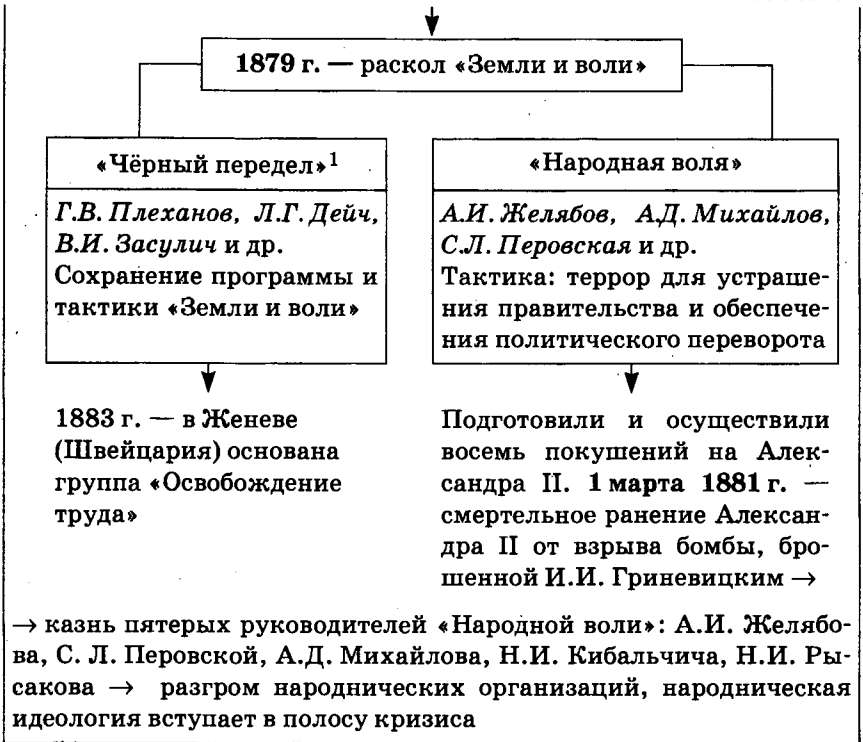 1879 г. — раскол «Земли и воли»
«Чёрный передел»¹
Г.В. Плеханов, Л.Г. Дейч,
В.И. Засулич и др.
Сохранение программы и
тактики «Земли и воли»
«Народная воля»
А.И. Желябов, А.Д. Михайлов,
С.Л. Перовская и др.
Тактика: террор для устраше-
ния правительства и обеспече-
ния политического переворота
1883 г. — в Женеве
(Швейцария) основана
группа «Освобождение
труда»
Подготовили и осуществили
восемь покушений на Алек-
сандра II. 1 марта 1881 г. —
смертельное ранение Алексан-
дра II от взрыва бомбы, бро-
шенной И.И. Гриневицким →
→ казнь пятерых руководителей «Народной воли»: А.И. Желябо-
ва, С. Л. Перовской, А.Д. Михайлова, Н.И. Кибальчича, Н.И. Ры-
сакова → разгром народнических организаций, народническая
идеология вступает в полосу кризиса